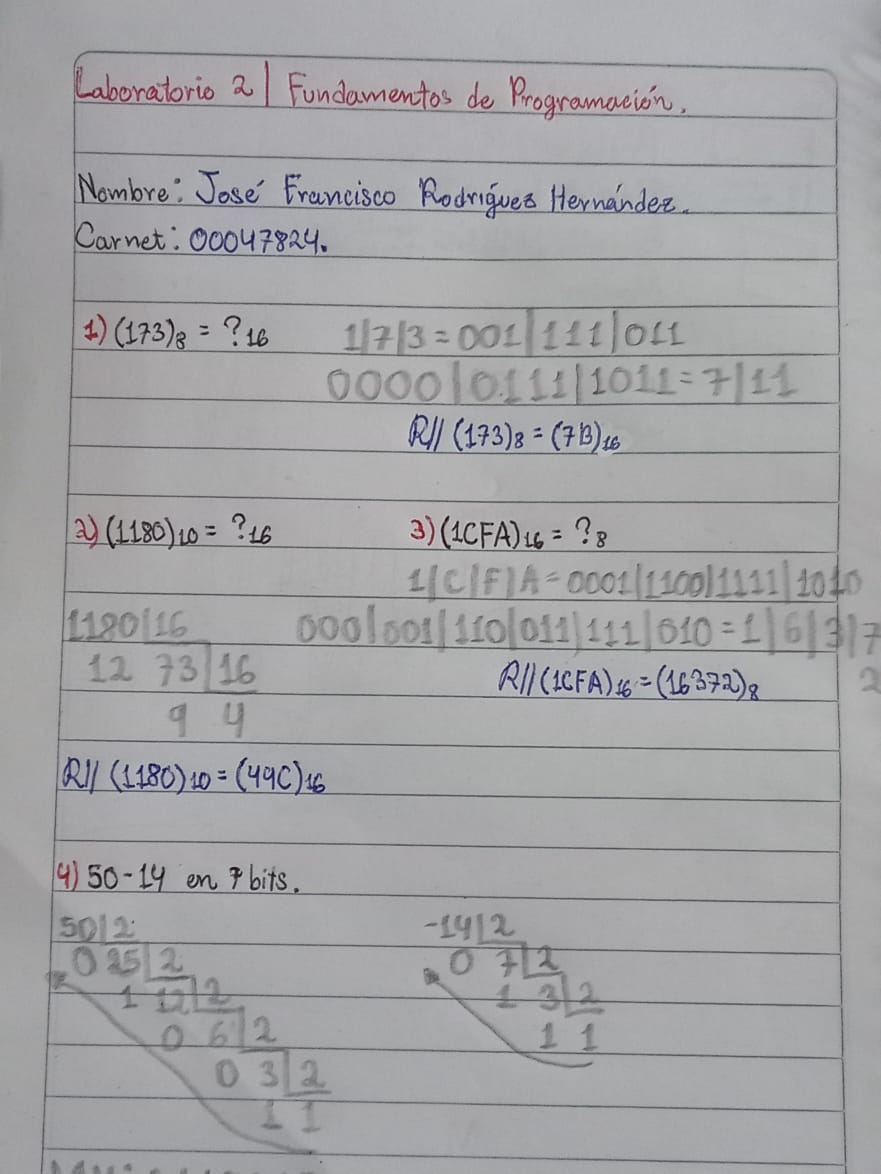 Laboratorio 2 | Fundamentos de Programación.
Nombre: José Francisco Rodríguez Hernández.
Carnet: 00047824.
1) (173)8 = ?16
1|7|3 = 001|111|011
0000|0111|1011 = 7|11
R// (173)8 = (7B)16
2) (1180)10 = ?16
3) (1CFA)16 = ?8
1|C|F|A = 0001|1100|1111|1010
000|001|110|011|111|010 = 1|6|3|7
2
R// (1CFA)16 = (16372)8
1180|16
12 73|16
9 4
R// (1180)10 = (49C)16
4) 50-14 en 7 bits.
50|2
0 25|2
1 12|2
0 6|2
0 3|2
1 1
-14|2
0 7|2
1 3|2
1 1